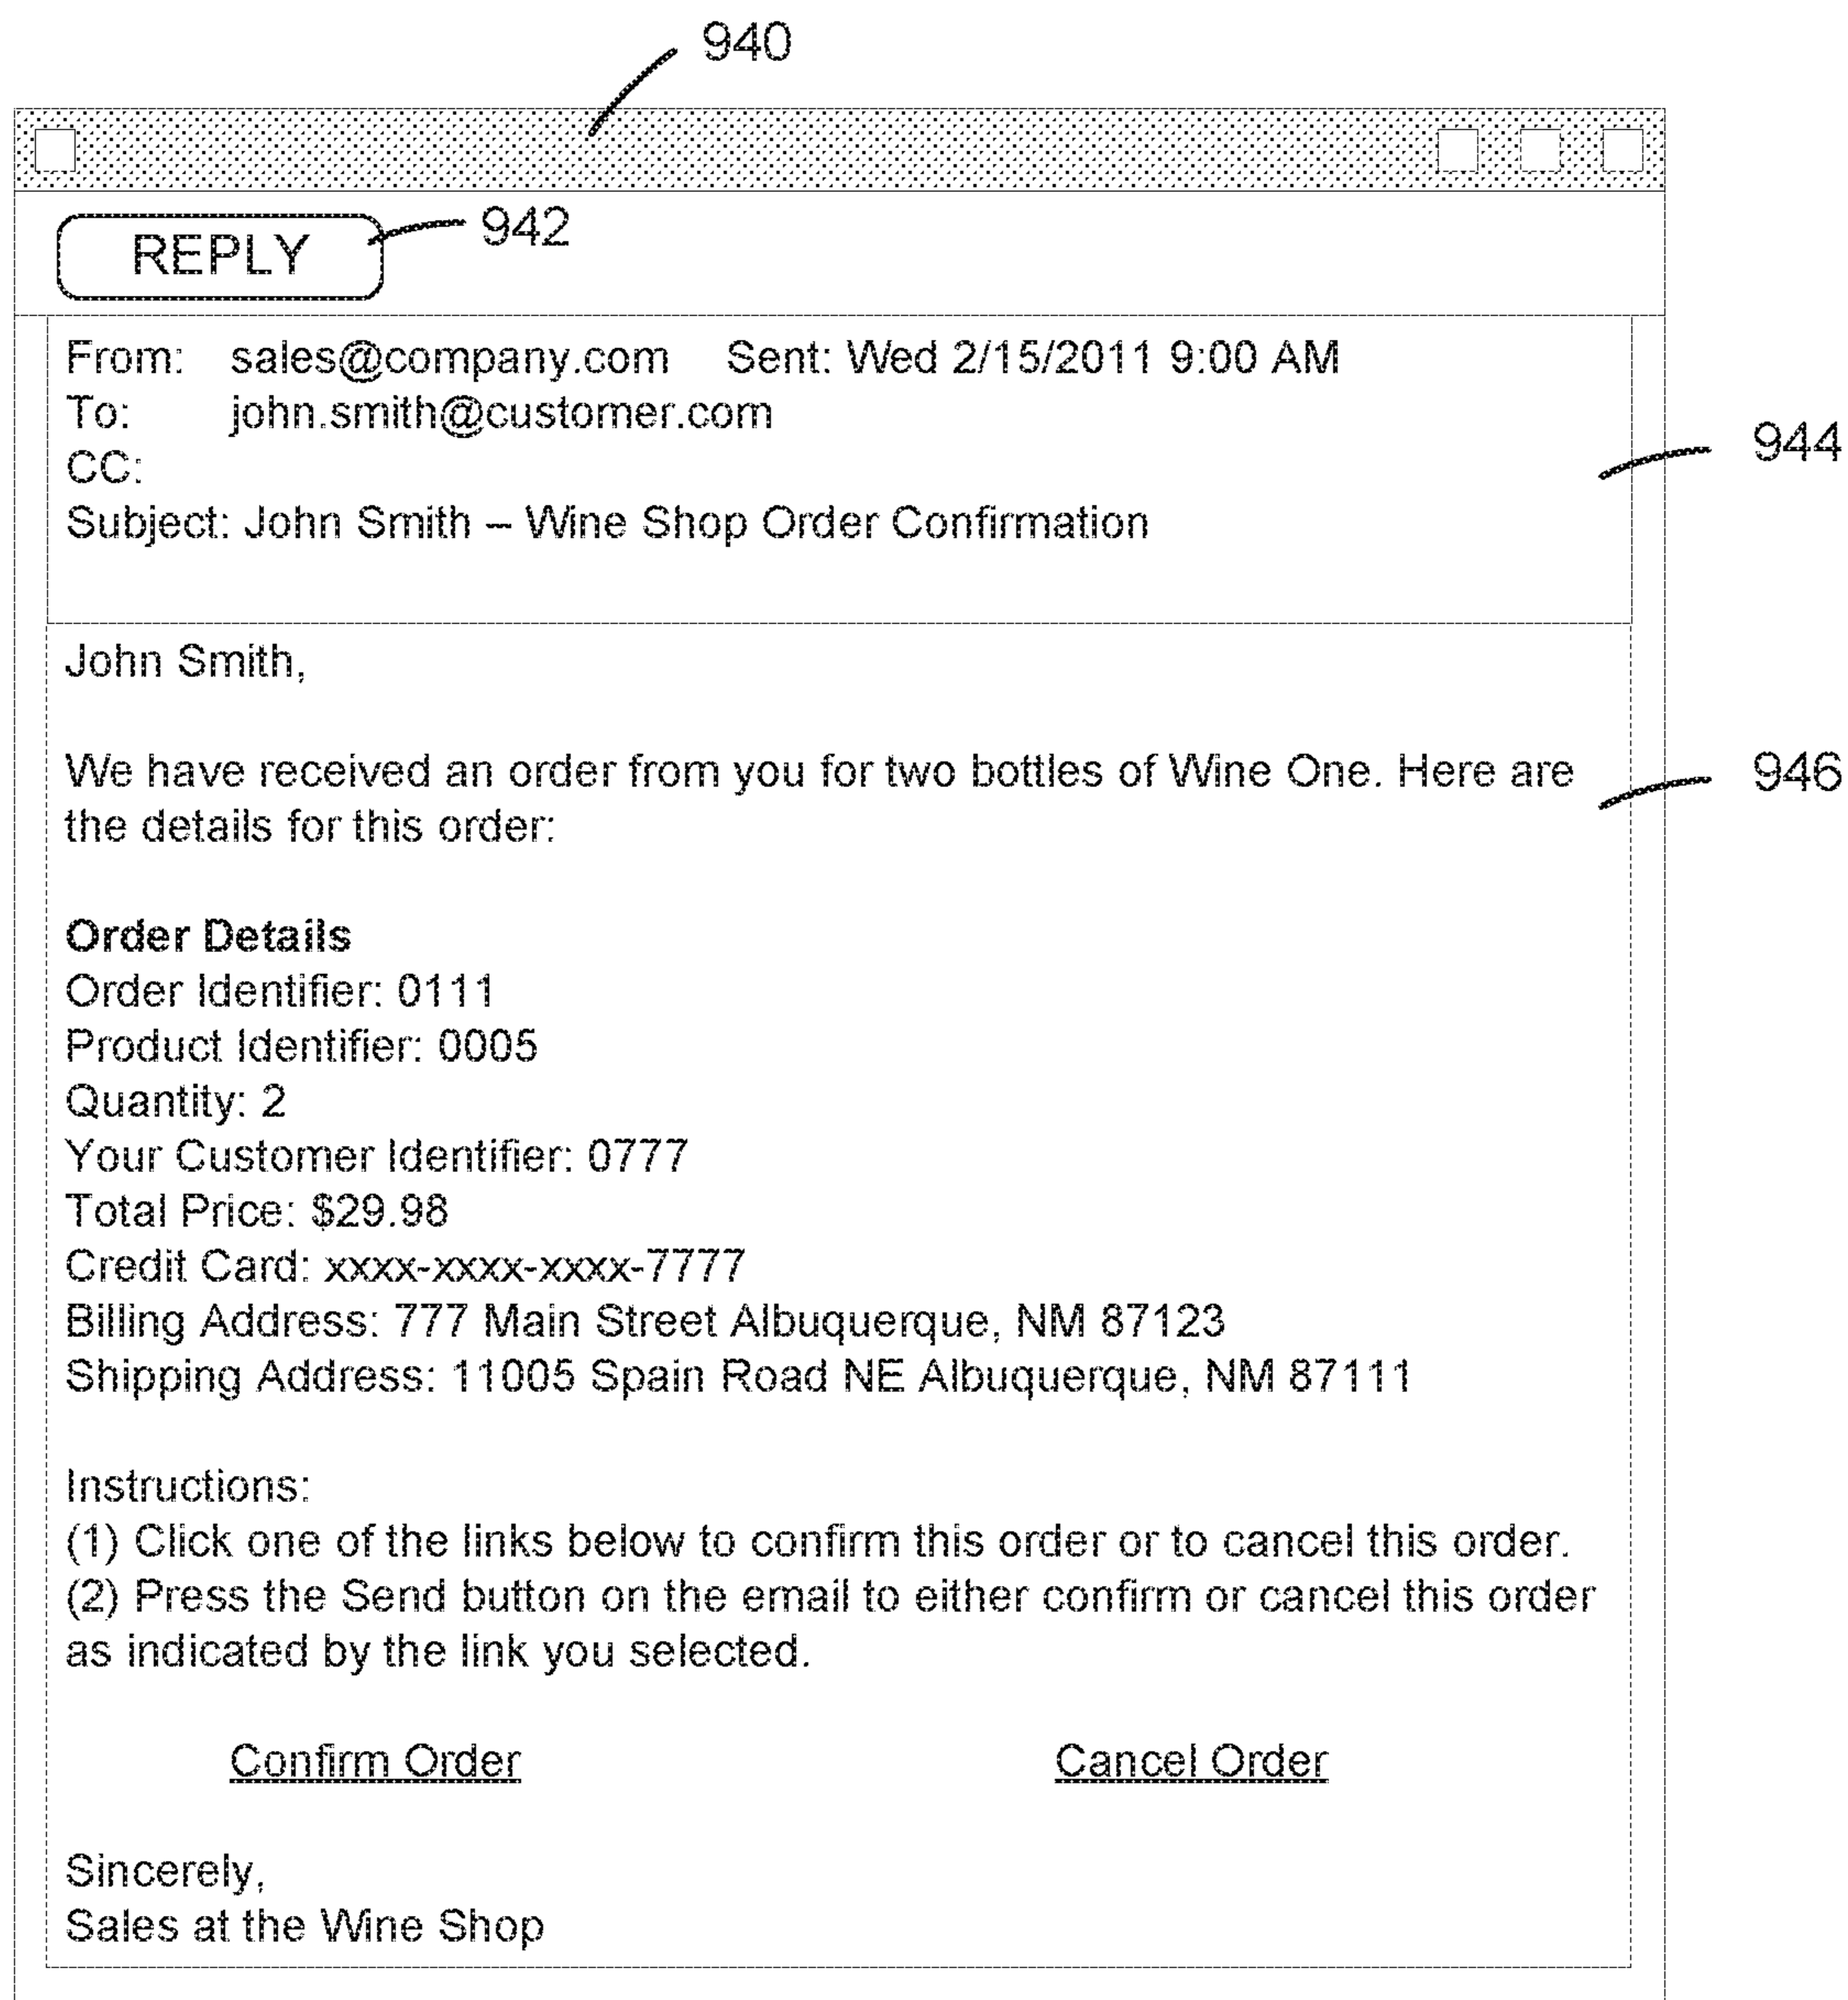 940
REPLY 942
From: sales@company.com Sent: Wed 2/15/2011 9:00 AM
To: john.smith@customer.com
CC:
944
Subject: John Smith – Wine Shop Order Confirmation
John Smith,
We have received an order from you for two bottles of Wine One. Here are
946
the details for this order:
Order Details
Order Identifier: 0111
Product Identifier: 0005
Quantity: 2
Your Customer Identifier: 0777
Total Price: $29.98
Credit Card: xxxx-xxxx-xxxx-7777
Billing Address: 777 Main Street Albuquerque, NM 87123
Shipping Address: 11005 Spain Road NE Albuquerque, NM 87111
Instructions:
(1) Click one of the links below to confirm this order or to cancel this order.
(2) Press the Send button on the email to either confirm or cancel this order
as indicated by the link you selected.
Confirm Order Cancel Order
Sincerely,
Sales at the Wine Shop